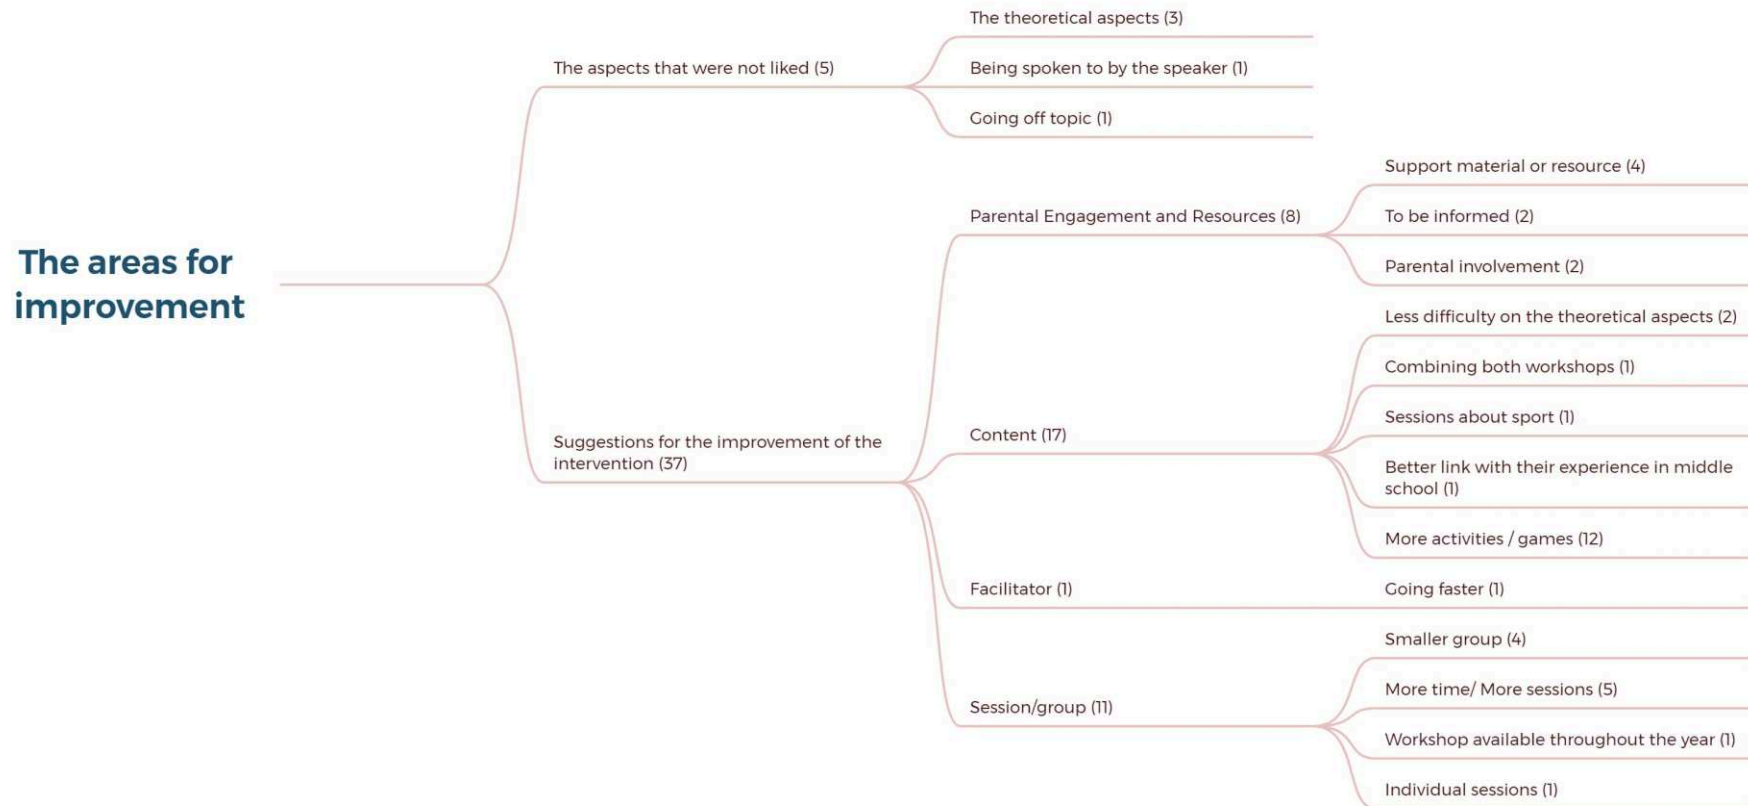 The areas for
improvement
The aspects that were not liked (5)
The theoretical aspects (3)
Being spoken to by the speaker (1)
Going off topic (1)
Suggestions for the improvement of the
intervention (37)
Parental Engagement and Resources (8)
Support material or resource (4)
To be informed (2)
Parental involvement (2)
Content (17)
Less difficulty on the theoretical aspects (2)
Combining both workshops (1)
Sessions about sport (1)
Better link with their experience in middle
school (1)
More activities / games (12)
Facilitator (1)
Going faster (1)
Session/group (11)
Smaller group (4)
More time/ More sessions (5)
Workshop available throughout the year (1)
Individual sessions (1)